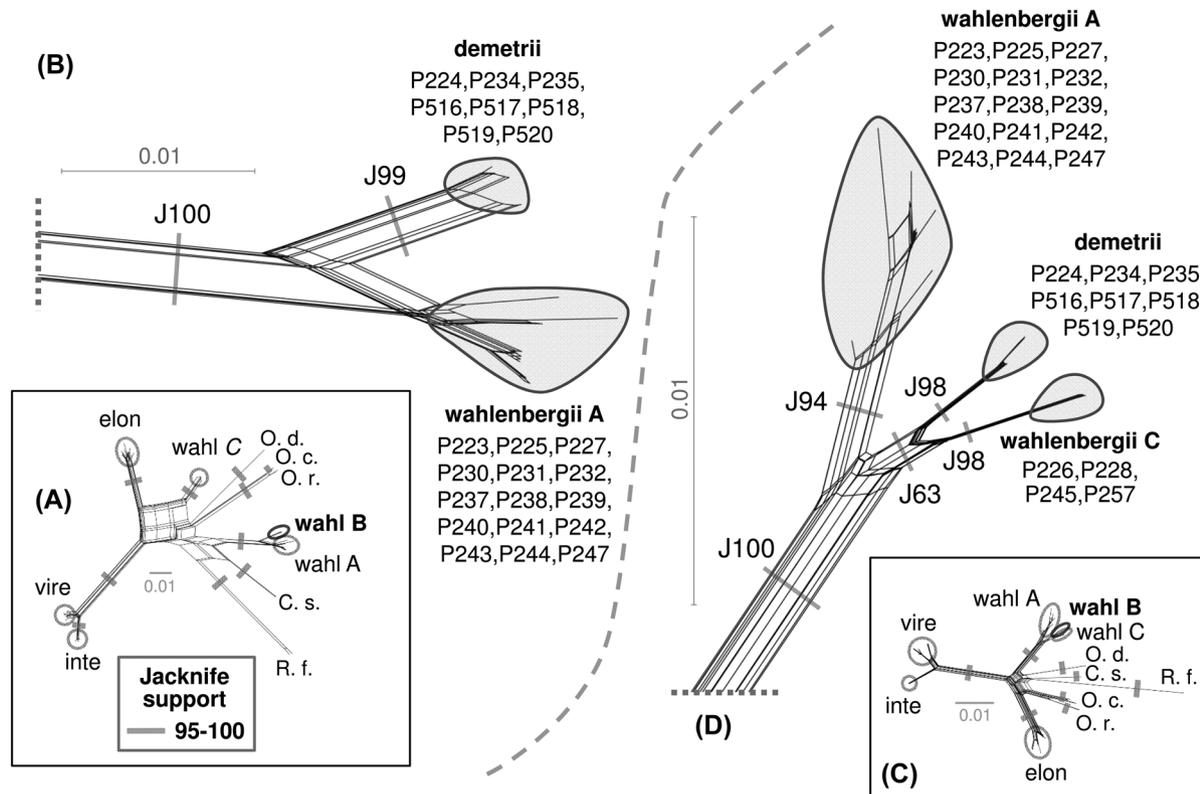 (B)
demetrii
P224,P234,P235,
P516,P517,P518,
P519,P520
0.01
J99
J100
wahlenbergii A
P223,P225,P227,
P230,P231,P232,
P237,P238,P239,
P240,P241,P242,
P243,P244,P247
(A)
elon
wahl C
O. d.
O. c.
O. r.
wahl B
wahl A
0.01
C. s.
vire
inte
R. f.
Jacknife
support
95-100
wahlenbergii A
P223,P225,P227,
P230,P231,P232,
P237,P238,P239,
P240,P241,P242,
P243,P244,P247
demetrii
P224,P234,P235
P516,P517,P518
P519,P520
0.01
J94
J98
wahlenbergii C
P226,P228,
P245,P257
J98
J63
J100
(D)
wahl A
wahl B
wahl C
vire
O. d.
C. s.
R. f.
inte
O. c.
0.01
O. r.
elon
(C)